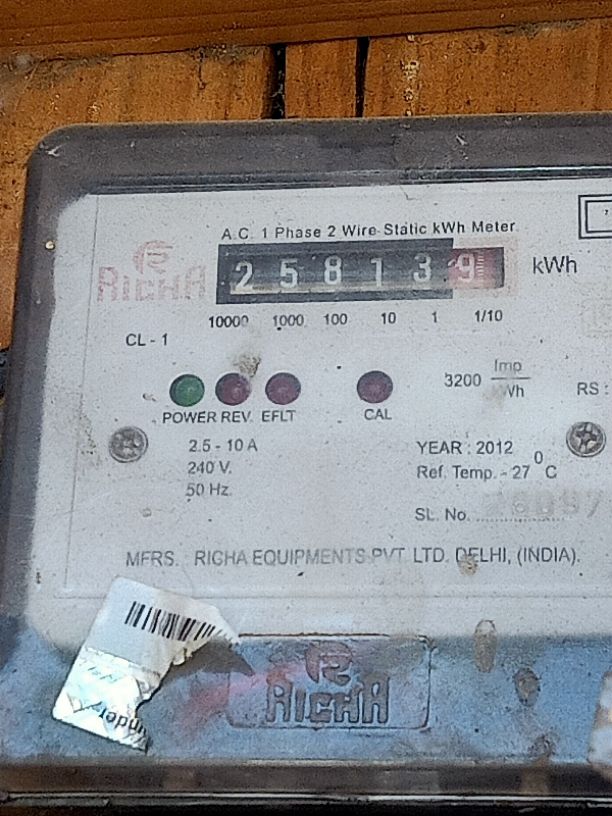 A.C. 1 Phase 2 Wire Static kWh Meter
RICHA
2 5 8 1 3 9 kWh
10000 1000 100 10 1 1/10
CL - 1
3200 Imp
kWh
RS :
POWER REV. EFLT CAL
2.5 - 10 A
240 V.
50 Hz.
YEAR : 2012
Ref. Temp. - 27 0 C
SL. No.
MFRS. RICHA EQUIPMENTS PVT. LTD. DELHI, (INDIA).
RICHA